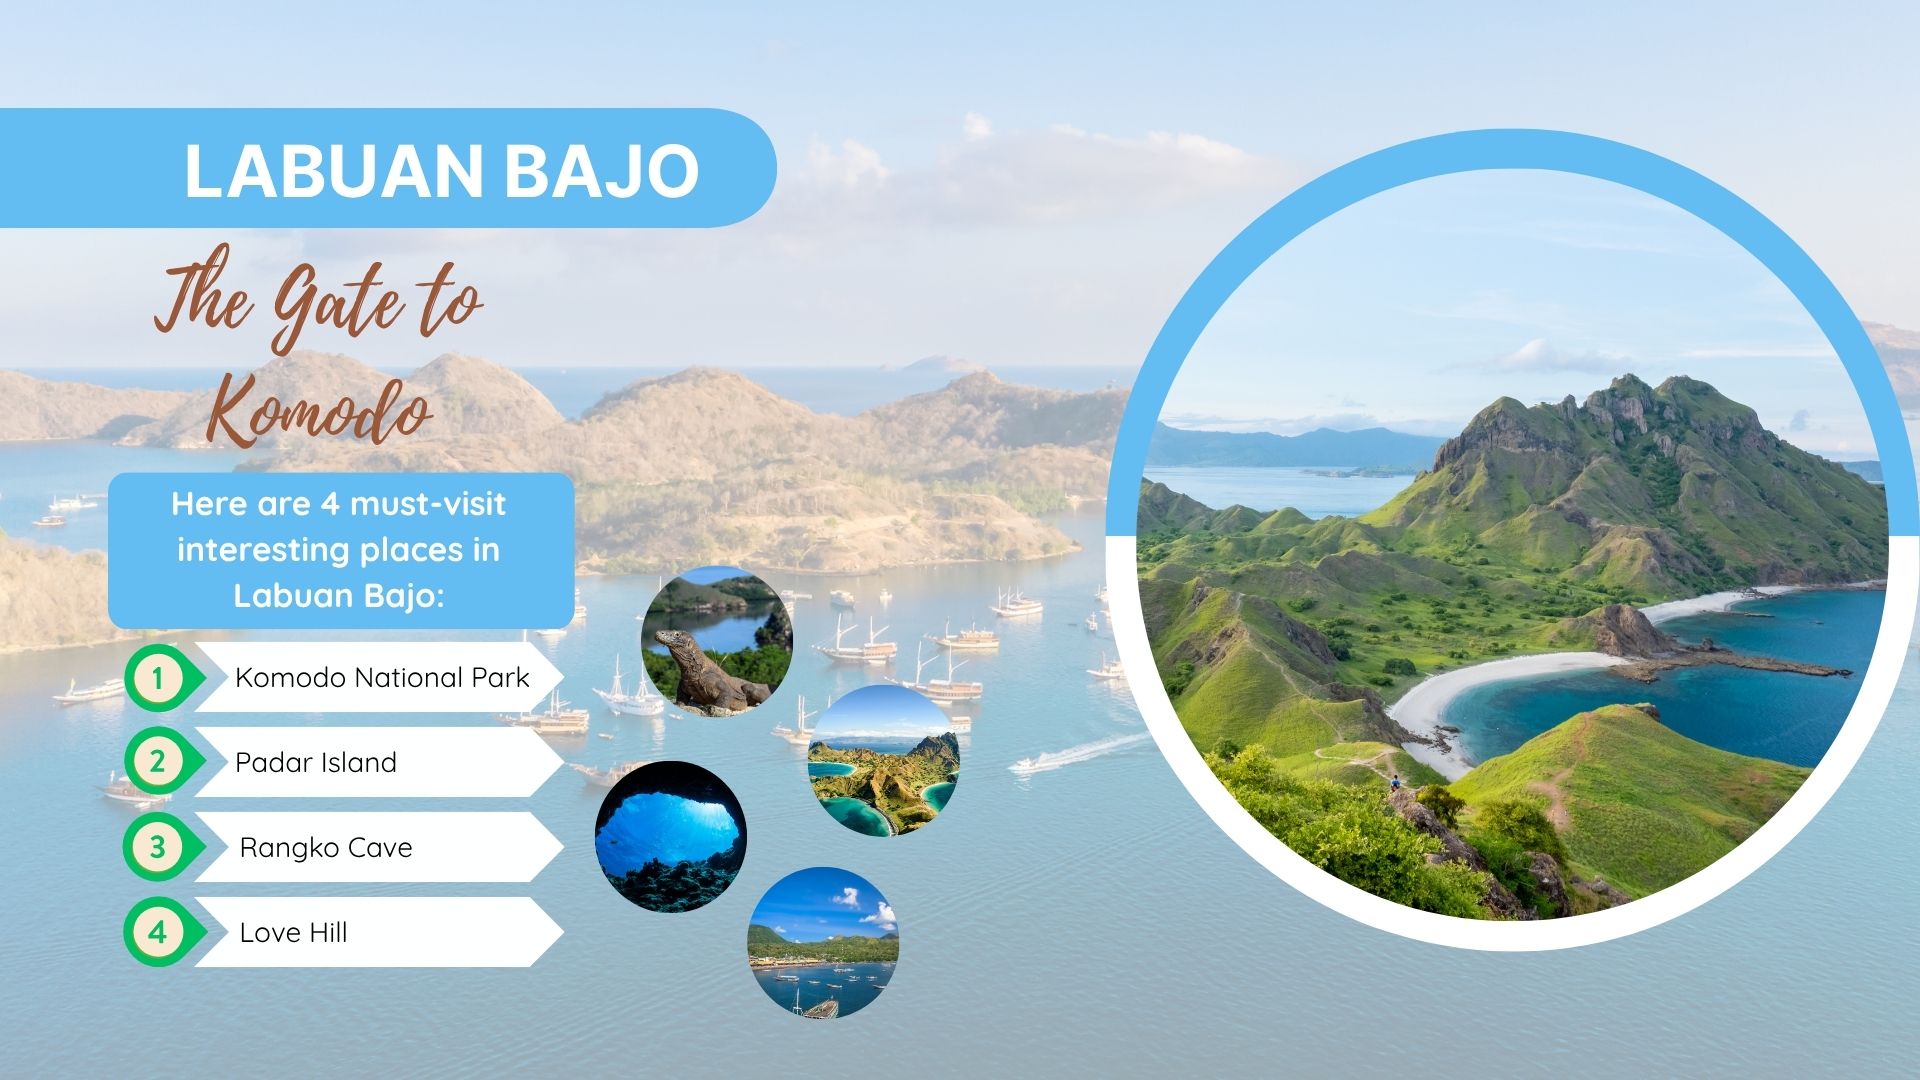 LABUAN BAJO
The Gate to
Komodo
Here are 4 must-visit
interesting places in
Labuan Bajo:
1 Komodo National Park
2 Padar Island
3 Rangko Cave
4 Love Hill